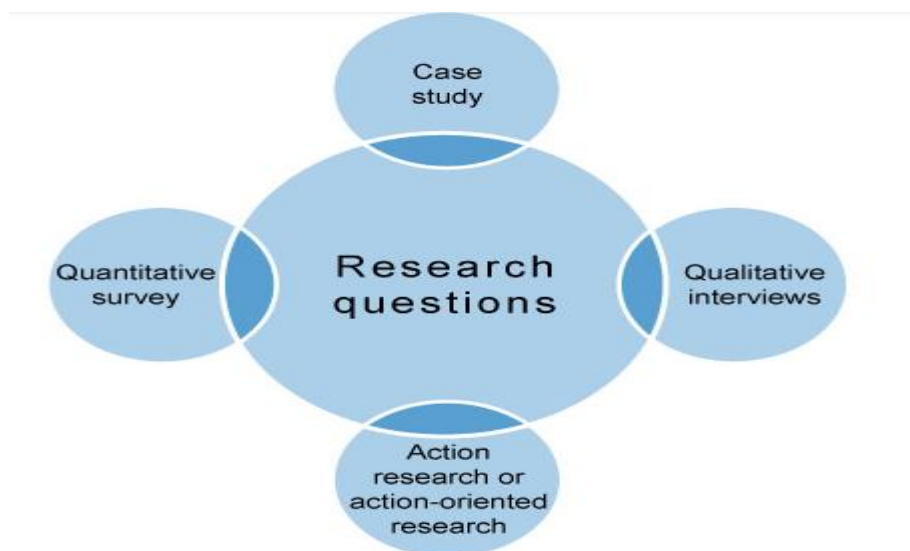 Case
study
Quantitative
survey
Research
questions
Qualitative
interviews
Action
research or
action-oriented
research